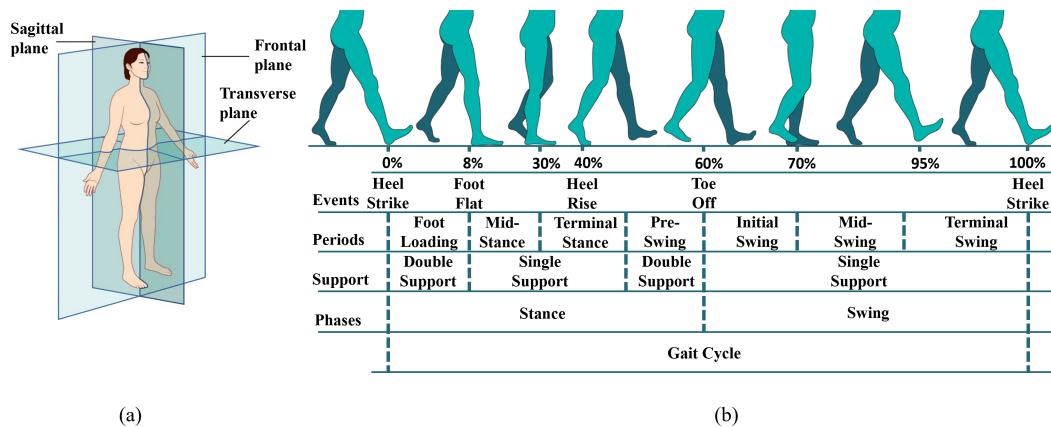 (a)
Sagittal
plane
Frontal
plane
Transverse
plane
(b)
0% 8% 30% 40% 60% 70% 95% 100%
Events
Heel
Strike
Foot
Flat
Heel
Rise
Toe
Off
Heel
Strike
Periods
Foot
Loading
Mid-
Stance
Terminal
Stance
Pre-
Swing
Initial
Swing
Mid-
Swing
Terminal
Swing
Support
Double
Support
Single
Support
Double
Support
Single
Support
Phases
Stance
Swing
Gait Cycle
(a)
(b)